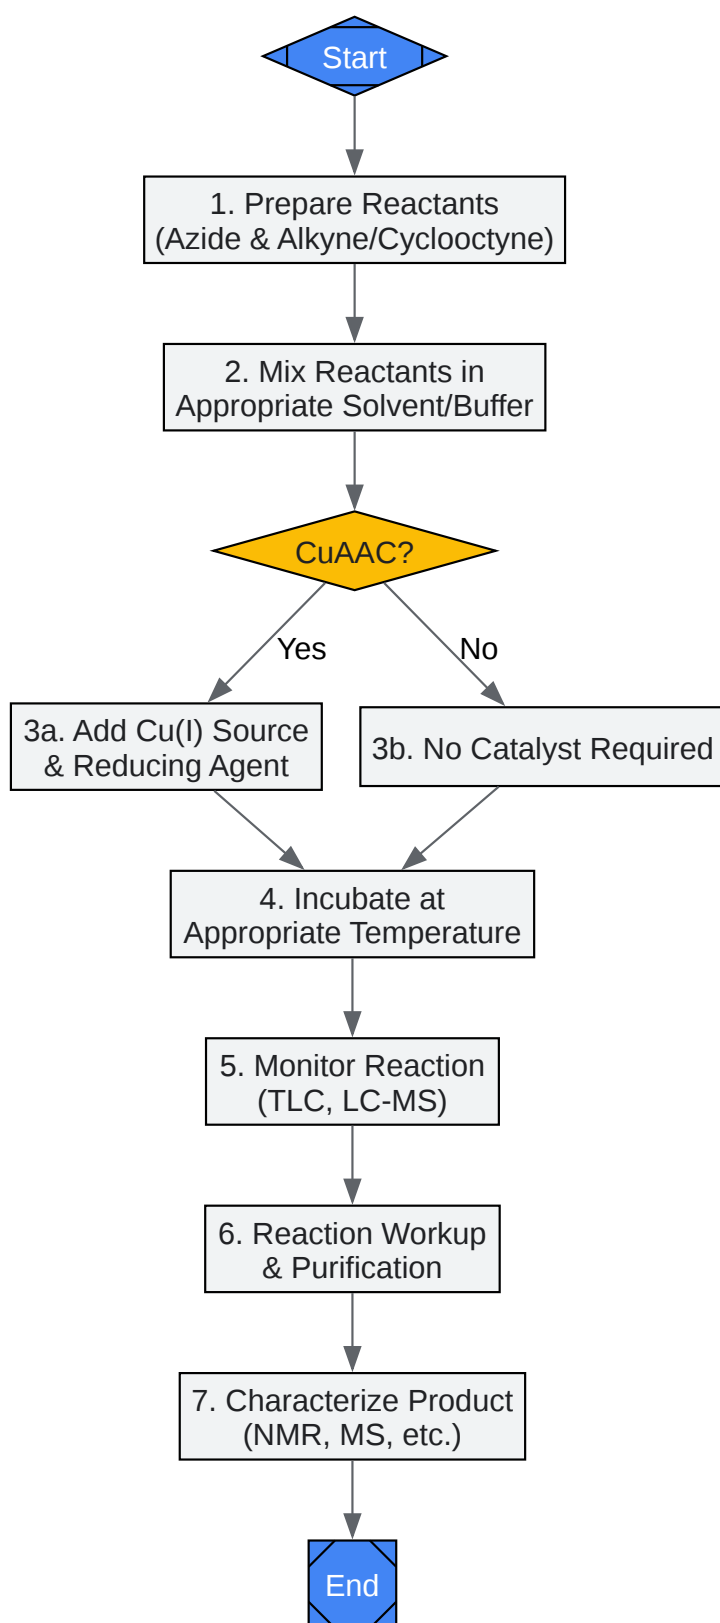 Start
1. Prepare Reactants
(Azide & Alkyne/Cyclooctyne)
2. Mix Reactants in
Appropriate Solvent/Buffer
CuAAC?
Yes
No
3a. Add Cu(I) Source
& Reducing Agent
3b. No Catalyst Required
4. Incubate at
Appropriate Temperature
5. Monitor Reaction
(TLC, LC-MS)
6. Reaction Workup
& Purification
7. Characterize Product
(NMR, MS, etc.)
End